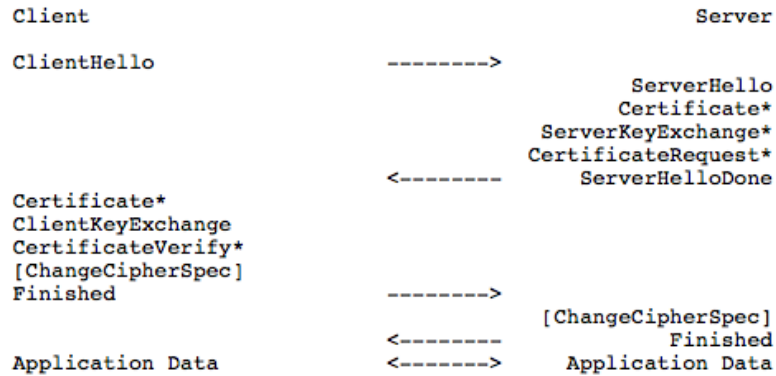 Client Server
ClientHello -------->
ServerHello
Certificate*
ServerKeyExchange*
CertificateRequest*
<-------- ServerHelloDone
Certificate*
ClientKeyExchange
CertificateVerify*
[ChangeCipherSpec]
Finished -------->
[ChangeCipherSpec]
<-------- Finished
Application Data <-------> Application Data